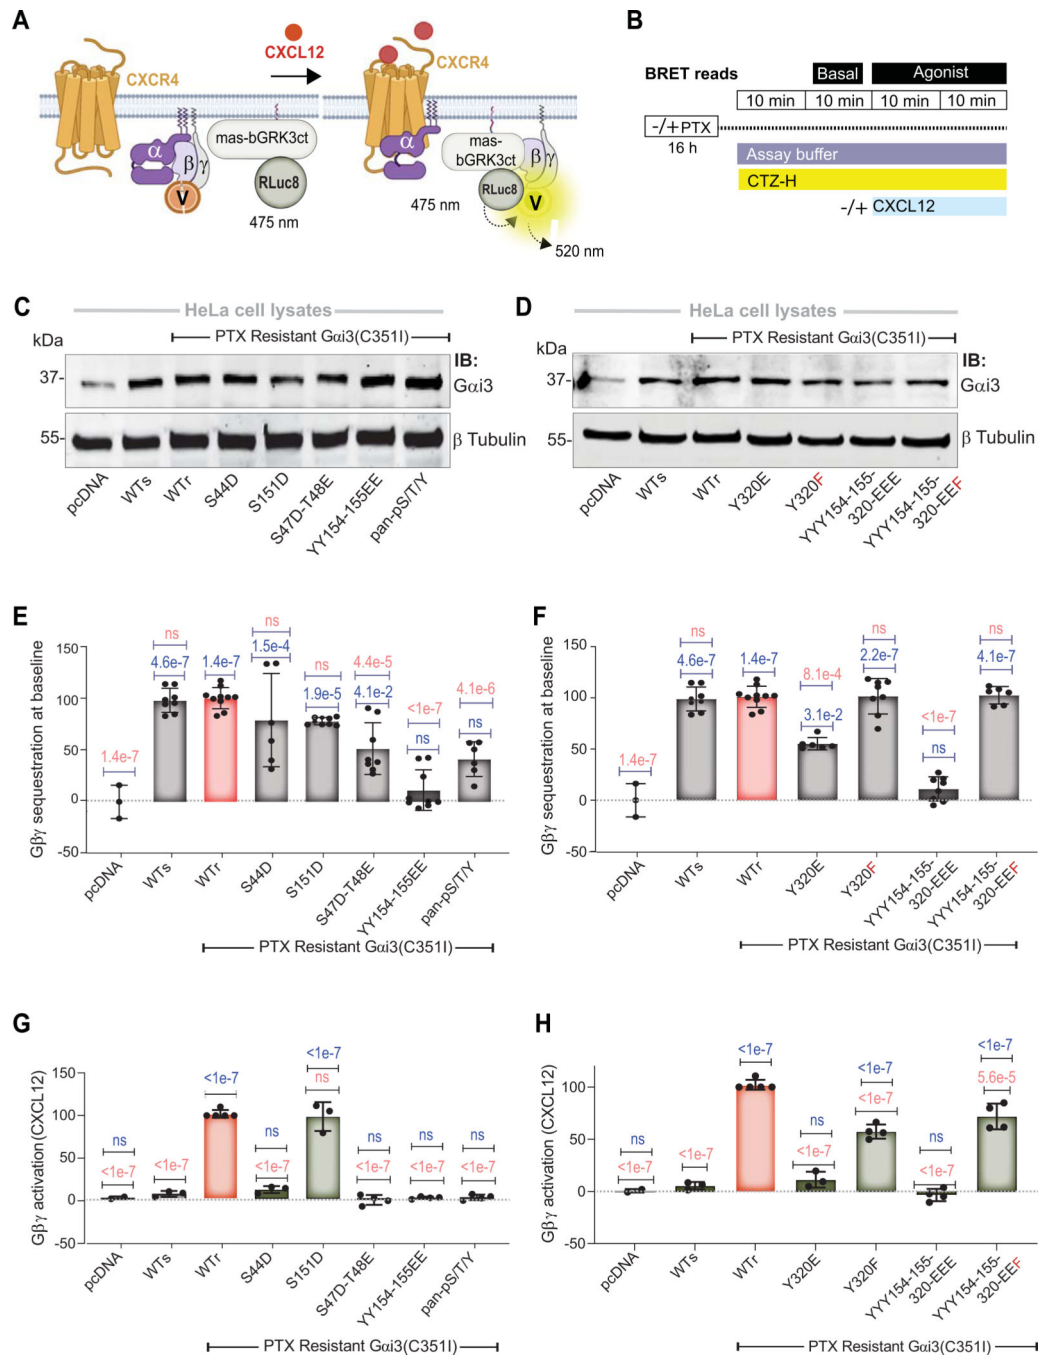 A
CXCL12
CXCR4
CXCR4
α
β
γ
V
mas-bGRK3ct
RLuc8
475 nm
α
mas-
bGRK3ct
β
γ
RLuc8
V
475 nm
520 nm
B
BRET reads
Basal
Agonist
10 min
10 min
10 min
10 min
-/+PTX
16 h
Assay buffer
CTZ-H
-/+ CXCL12
C
HeLa cell lysates
PTX Resistant Gαi3(C351I)
kDa
IB:
37-
Gαi3
55-
β Tubulin
pcDNA
WTs
WTr
S44D
S151D
S47D-T48E
YY154-155EE
pan-pS/T/Y
D
HeLa cell lysates
PTX Resistant Gαi3(C351I)
kDa
IB:
37-
Gαi3
55-
β Tubulin
pcDNA
WTs
WTr
Y320E
Y320F
YYY154-155-
320-EEE
YYY154-155-
320-EEF
E
Gβγ sequestration at baseline
150
100
50
0
-50
1.4e-7
ns
4.6e-7
1.4e-7
ns
1.5e-4
ns
1.9e-5
4.4e-5
4.1e-2
<1e-7
ns
4.1e-6
ns
pcDNA
WTs
WTr
S44D
S151D
S47D-T48E
YY154-155EE
pan-pS/T/Y
PTX Resistant Gαi3(C351I)
F
Gβγ sequestration at baseline
150
100
50
0
-50
1.4e-7
ns
4.6e-7
1.4e-7
8.1e-4
3.1e-2
ns
2.2e-7
<1e-7
ns
ns
4.1e-7
pcDNA
WTs
WTr
Y320E
Y320F
YYY154-155-
320-EEE
YYY154-155-
320-EEF
PTX Resistant Gαi3(C351I)
G
Gβγ activation (CXCL12)
150
100
50
0
-50
ns
<1e-7
ns
<1e-7
<1e-7
ns
<1e-7
<1e-7
ns
ns
<1e-7
ns
<1e-7
ns
<1e-7
pcDNA
WTs
WTr
S44D
S151D
S47D-T48E
YY154-155EE
pan-pS/T/Y
PTX Resistant Gαi3(C351I)
H
Gβγ activation (CXCL12)
100
50
0
-50
ns
<1e-7
ns
<1e-7
<1e-7
ns
<1e-7
<1e-7
<1e-7
ns
<1e-7
<1e-7
5.6e-5
pcDNA
WTs
WTr
Y320E
Y320F
YYY154-155-
320-EEE
YYY154-155-
320-EEF
PTX Resistant Gαi3(C351I)